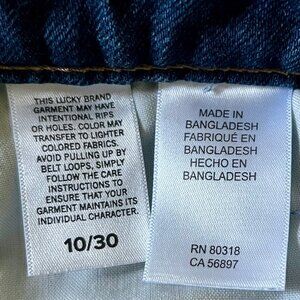 THIS LUCKY BRAND
GARMENT MAY HAVE
INTENTIONAL RIPS
OR HOLES. COLOR MAY
TRANSFER TO LIGHTER
COLORED FABRICS.
AVOID PULLING UP BY
BELT LOOPS, SIMPLY
FOLLOW THE CARE
INSTRUCTIONS TO
ENSURE THAT YOUR
GARMENT MAINTAINS ITS
INDIVIDUAL CHARACTER.
10/30
MADE IN
BANGLADESH
FABRIQUÉ EN
BANGLADESH
HECHO EN
BANGLADESH
RN 80318
CA 56897